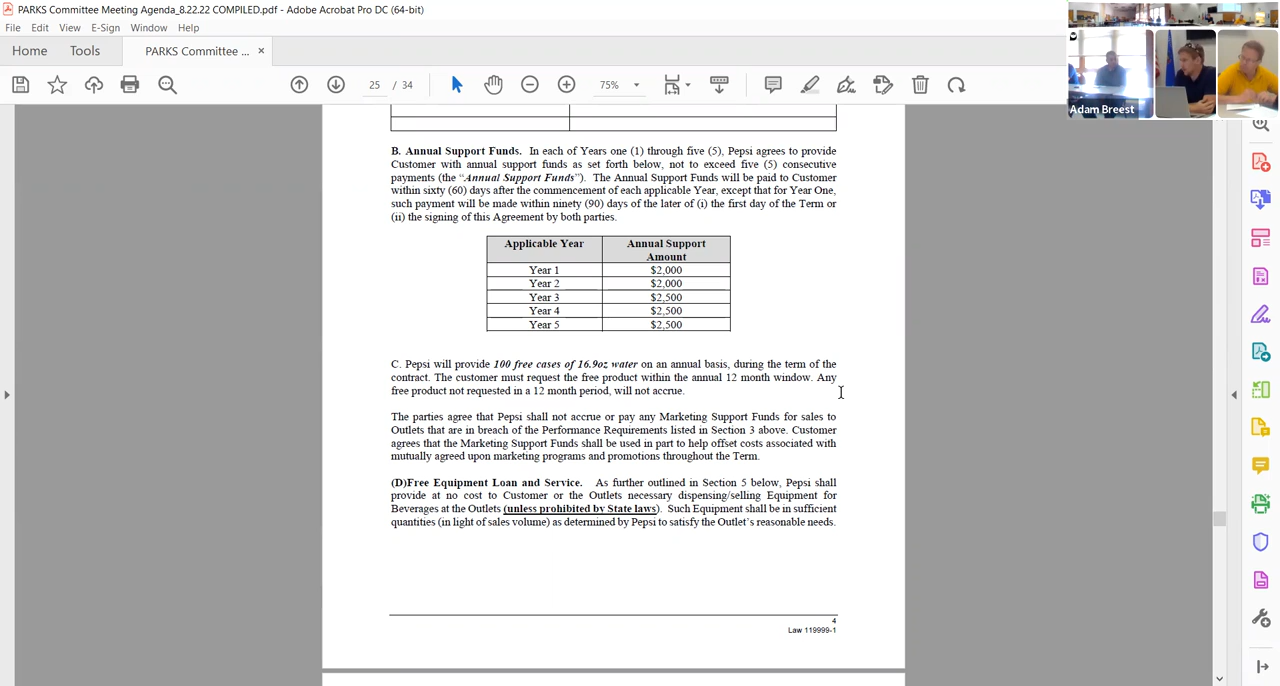 PARKS Committee Meeting Agenda_8.22.22 COMPILED.pdf - Adobe Acrobat Pro DC (64-bit)
File Edit View E-Sign Window Help
Home Tools PARKS Committee ... ×
25 / 34 75%
Adam Breest
B. Annual Support Funds. In each of Years one (1) through five (5), Pepsi agrees to provide
Customer with annual support funds as set forth below, not to exceed five (5) consecutive
payments (the “Annual Support Funds”). The Annual Support Funds will be paid to Customer
within sixty (60) days after the commencement of each applicable Year, except that for Year One,
such payment will be made within ninety (90) days of the later of (i) the first day of the Term or
(ii) the signing of this Agreement by both parties.
Applicable Year Annual Support
Amount
Year 1 $2,000
Year 2 $2,000
Year 3 $2,500
Year 4 $2,500
Year 5 $2,500
C. Pepsi will provide 100 free cases of 16.9oz water on an annual basis, during the term of the
contract. The customer must request the free product within the annual 12 month window. Any
free product not requested in a 12 month period, will not accrue.
The parties agree that Pepsi shall not accrue or pay any Marketing Support Funds for sales to
Outlets that are in breach of the Performance Requirements listed in Section 3 above. Customer
agrees that the Marketing Support Funds shall be used in part to help offset costs associated with
mutually agreed upon marketing programs and promotions throughout the Term.
(D)Free Equipment Loan and Service. As further outlined in Section 5 below, Pepsi shall
provide at no cost to Customer or the Outlets necessary dispensing/selling Equipment for
Beverages at the Outlets (unless prohibited by State laws). Such Equipment shall be in sufficient
quantities (in light of sales volume) as determined by Pepsi to satisfy the Outlet’s reasonable needs.
4
Law 119999-1